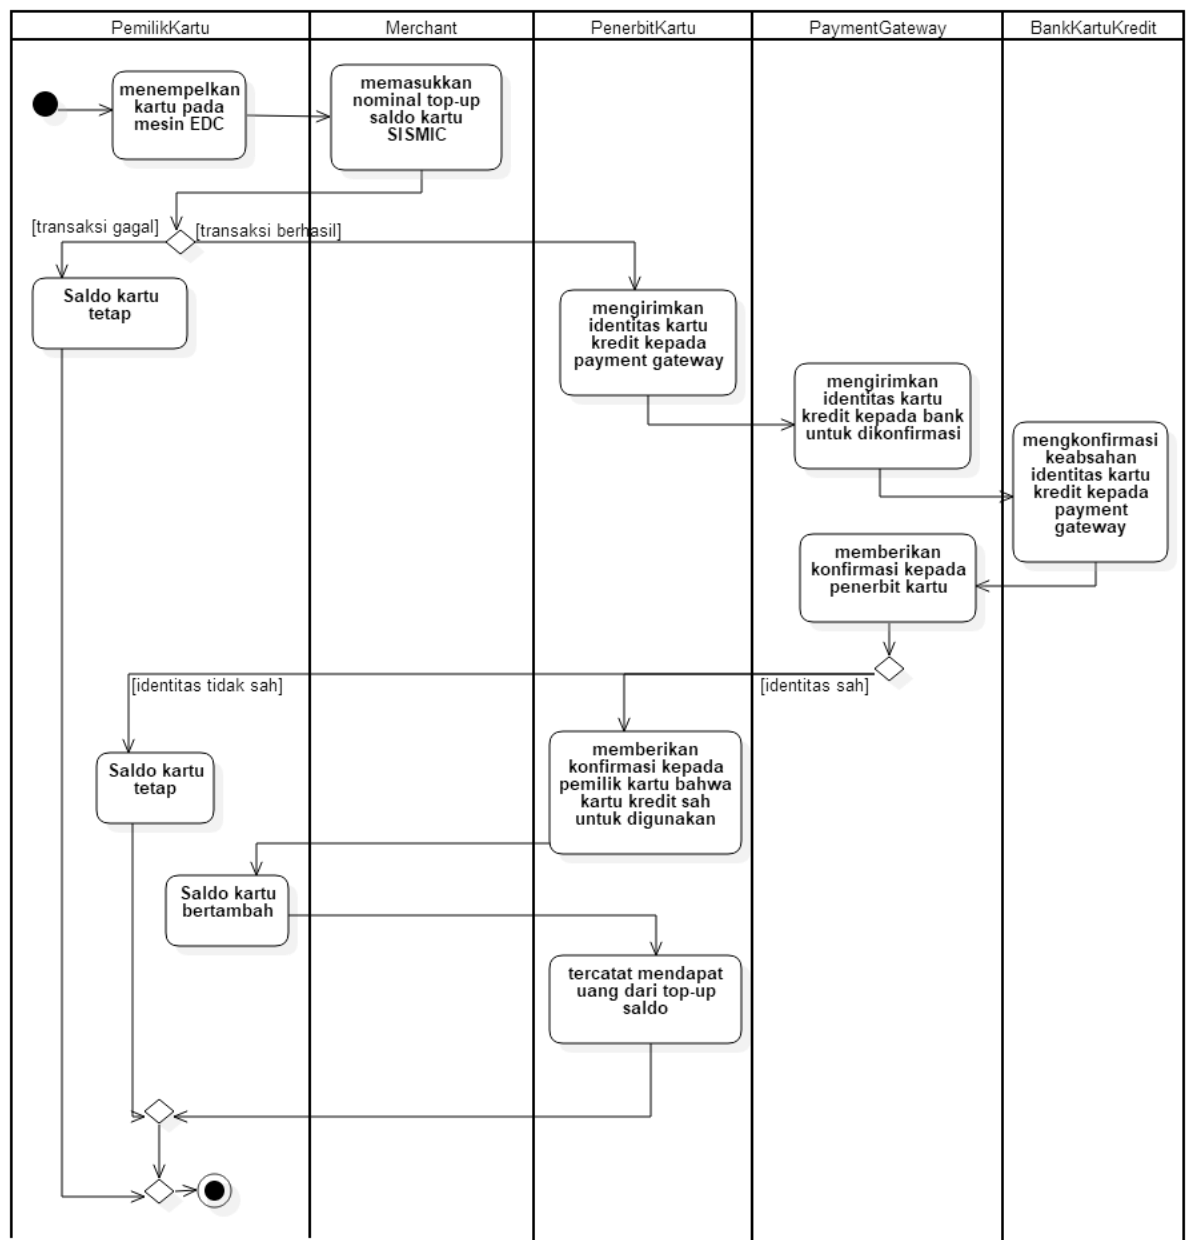 PemilikKartu
Merchant
PenerbitKartu
PaymentGateway
BankKartuKredit
menempelkan
kartu pada
mesin EDC
memasukkan
nominal top-up
saldo kartu
SISMIC
[transaksi gagal]
[transaksi berhasil]
Saldo kartu
tetap
mengirimkan
identitas kartu
kredit kepada
payment gateway
mengirimkan
identitas kartu
kredit kepada bank
untuk dikonfirmasi
mengkonfirmasi
keabsahan
identitas kartu
kredit kepada
payment
gateway
memberikan
konfirmasi kepada
penerbit kartu
[identitas tidak sah]
[identitas sah]
Saldo kartu
tetap
memberikan
konfirmasi kepada
pemilik kartu bahwa
kartu kredit sah
untuk digunakan
Saldo kartu
bertambah
tercatat mendapat
uang dari top-up
saldo